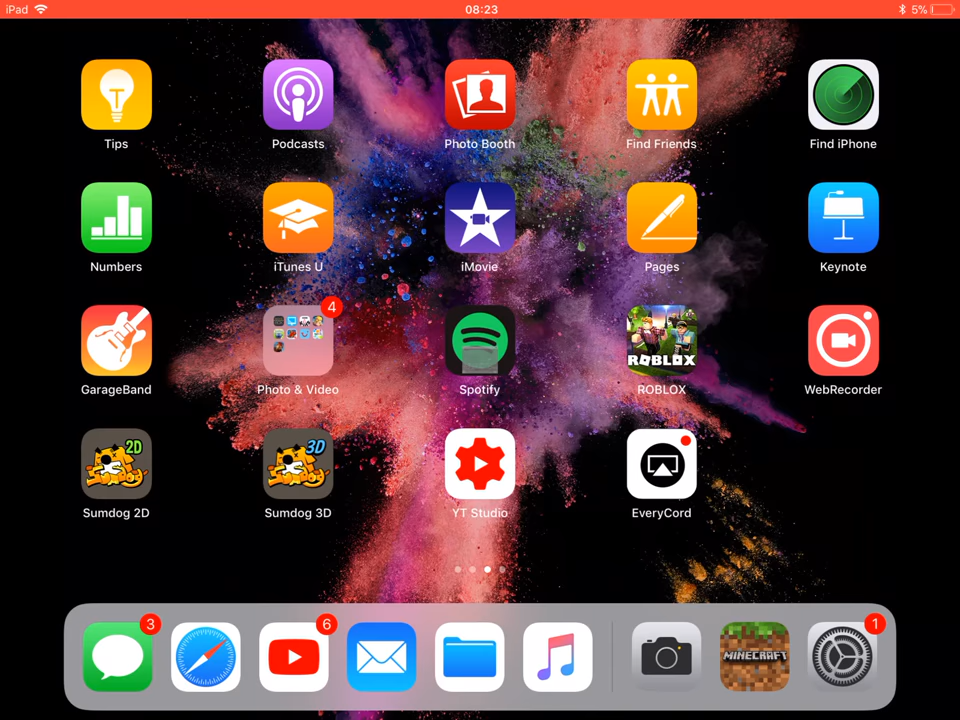 iPad 08:23 5%
Tips Podcasts Photo Booth Find Friends Find iPhone
Numbers iTunes U iMovie Pages Keynote
4
ROBLOX
GarageBand Photo & Video Spotify ROBLOX WebRecorder
2D 3D
Sumdog Sumdog
Sumdog 2D Sumdog 3D YT Studio EveryCord
3 6 1
MINECRAFT